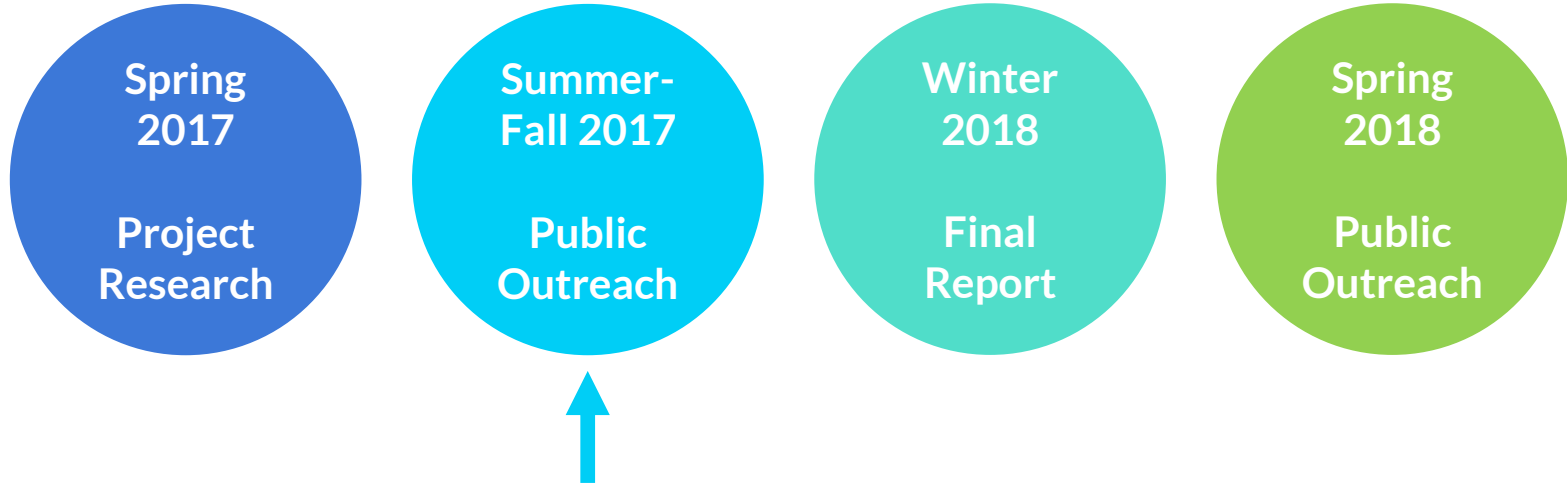 Spring
2017
Project
Research
Summer-
Fall 2017
Public
Outreach
Winter
2018
Final
Report
Spring
2018
Public
Outreach